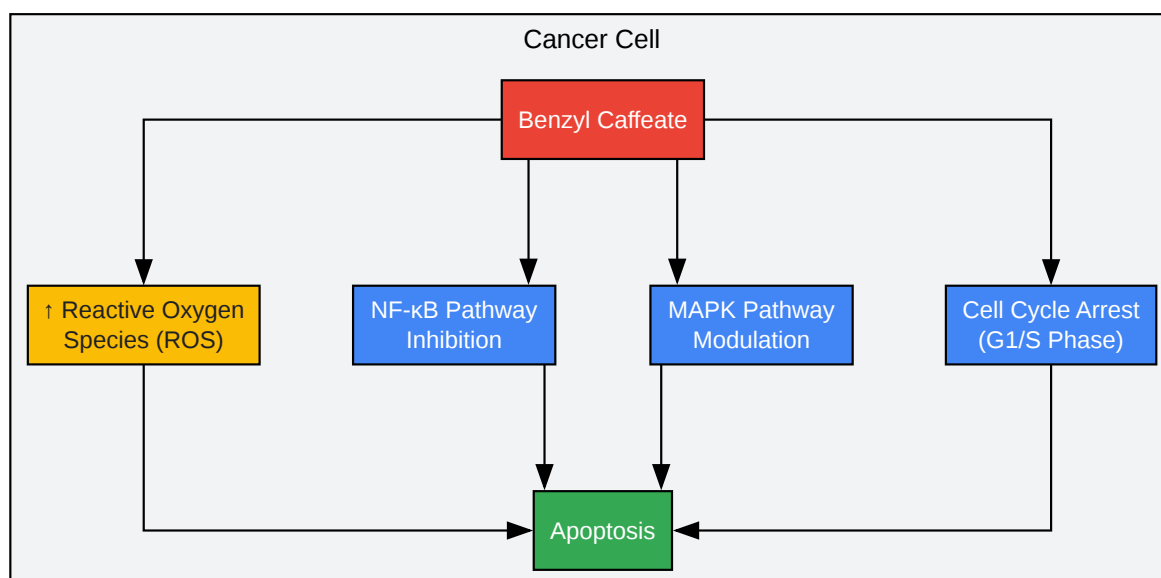 Cancer Cell
Benzyl Caffeate
↑ Reactive Oxygen
Species (ROS)
NF-κB Pathway
Inhibition
MAPK Pathway
Modulation
Cell Cycle Arrest
(G1/S Phase)
Apoptosis